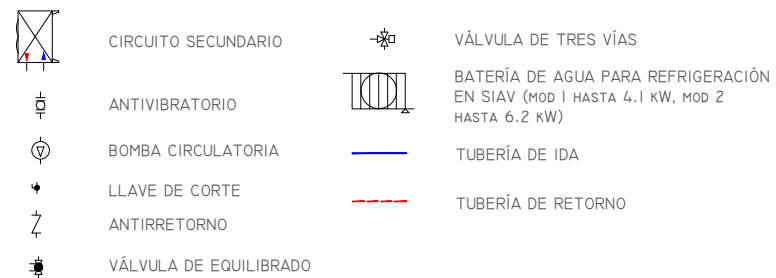 CIRCUITO SECUNDARIO
ANTIVIBRATORIO
BOMBA CIRCULATORIA
LLAVE DE CORTE
ANTIRRETORNO
VÁLVULA DE EQUILIBRADO
VÁLVULA DE TRES VÍAS
BATERÍA DE AGUA PARA REFRIGERACIÓN
EN SIAV (MOD 1 HASTA 4.1 KW, MOD 2
HASTA 6.2 KW)
TUBERÍA DE IDA
TUBERÍA DE RETORNO